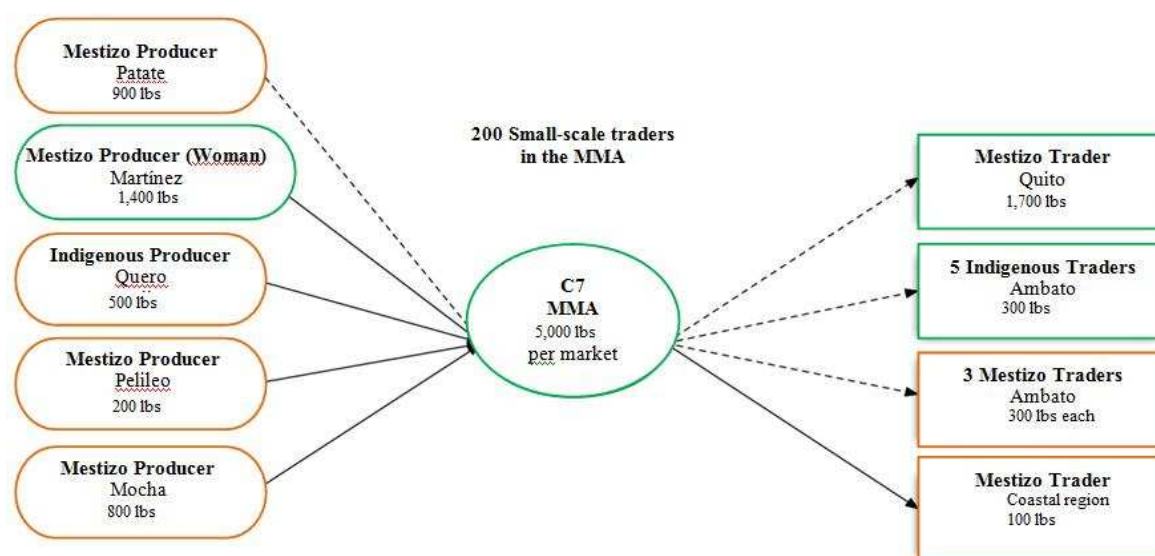 Mestizo Producer
Patate
900 lbs
Mestizo Producer (Woman)
Martínez
1,400 lbs
Indigenous Producer
Quero
500 lbs
Mestizo Producer
Pelileo
200 lbs
Mestizo Producer
Mocha
800 lbs
200 Small-scale traders
in the MMA
C7
MMA
5,000 lbs
per market
Mestizo Trader
Quito
1,700 lbs
5 Indigenous Traders
Ambato
300 lbs
3 Mestizo Traders
Ambato
300 lbs each
Mestizo Trader
Coastal region
100 lbs